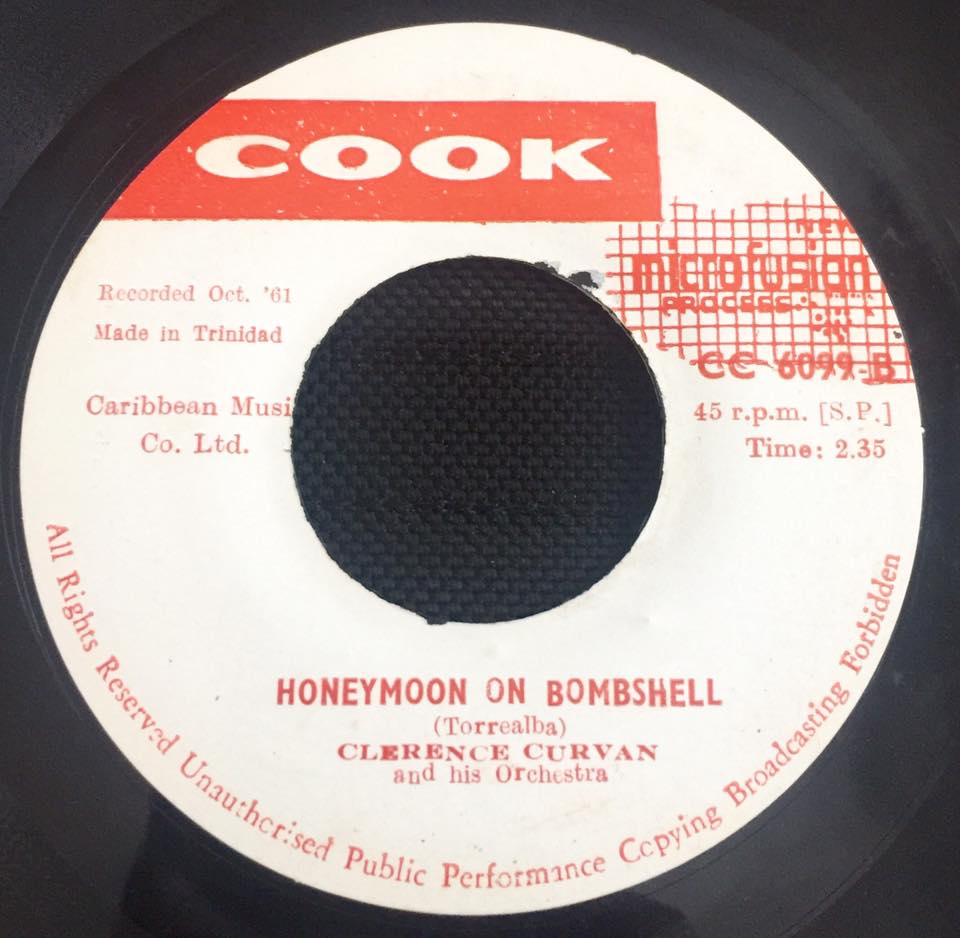 COOK
NEW
microfusion
PROCESS
Recorded Oct. '61
Made in Trinidad
CC 6099-B
Caribbean Musi
Co. Ltd.
45 r.p.m. [S.P.]
Time: 2.35
HONEYMOON ON BOMBSHELL
(Torrealba)
CLERENCE CURVAN
and his Orchestra
All Rights Reserved Unauthorised Public Performance Copying Broadcasting Forbidden